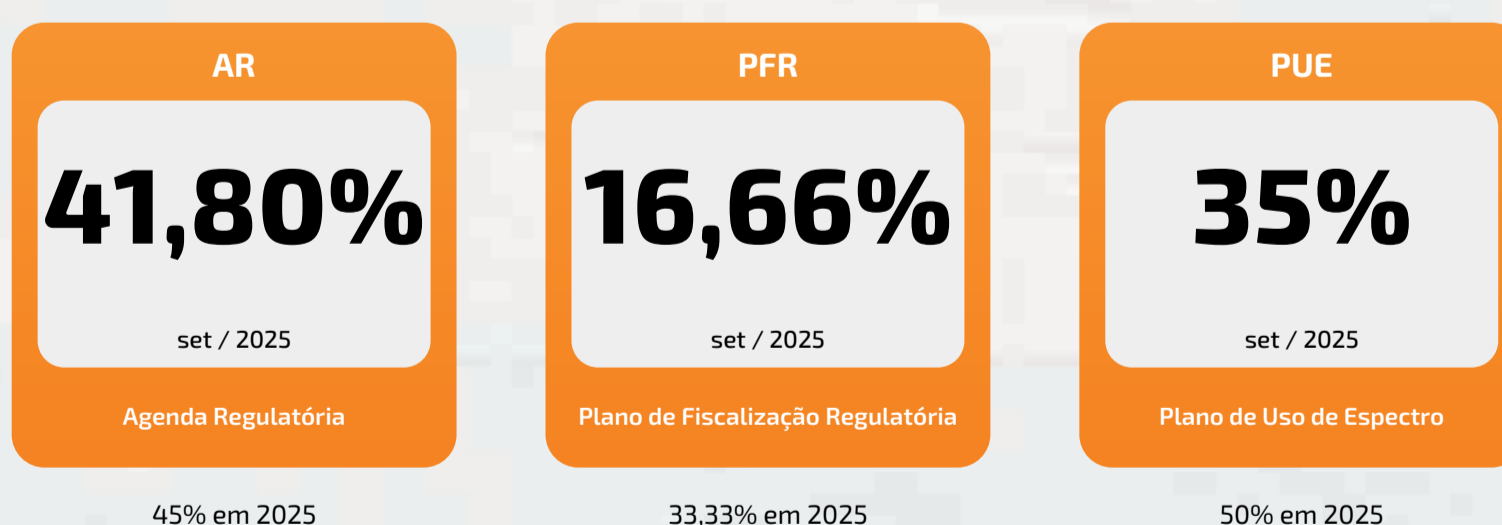 AR
41,80%
set / 2025
Agenda Regulatória
45% em 2025
PFR
16,66%
set / 2025
Plano de Fiscalização Regulatória
33,33% em 2025
PUE
35%
set / 2025
Plano de Uso de Espectro
50% em 2025